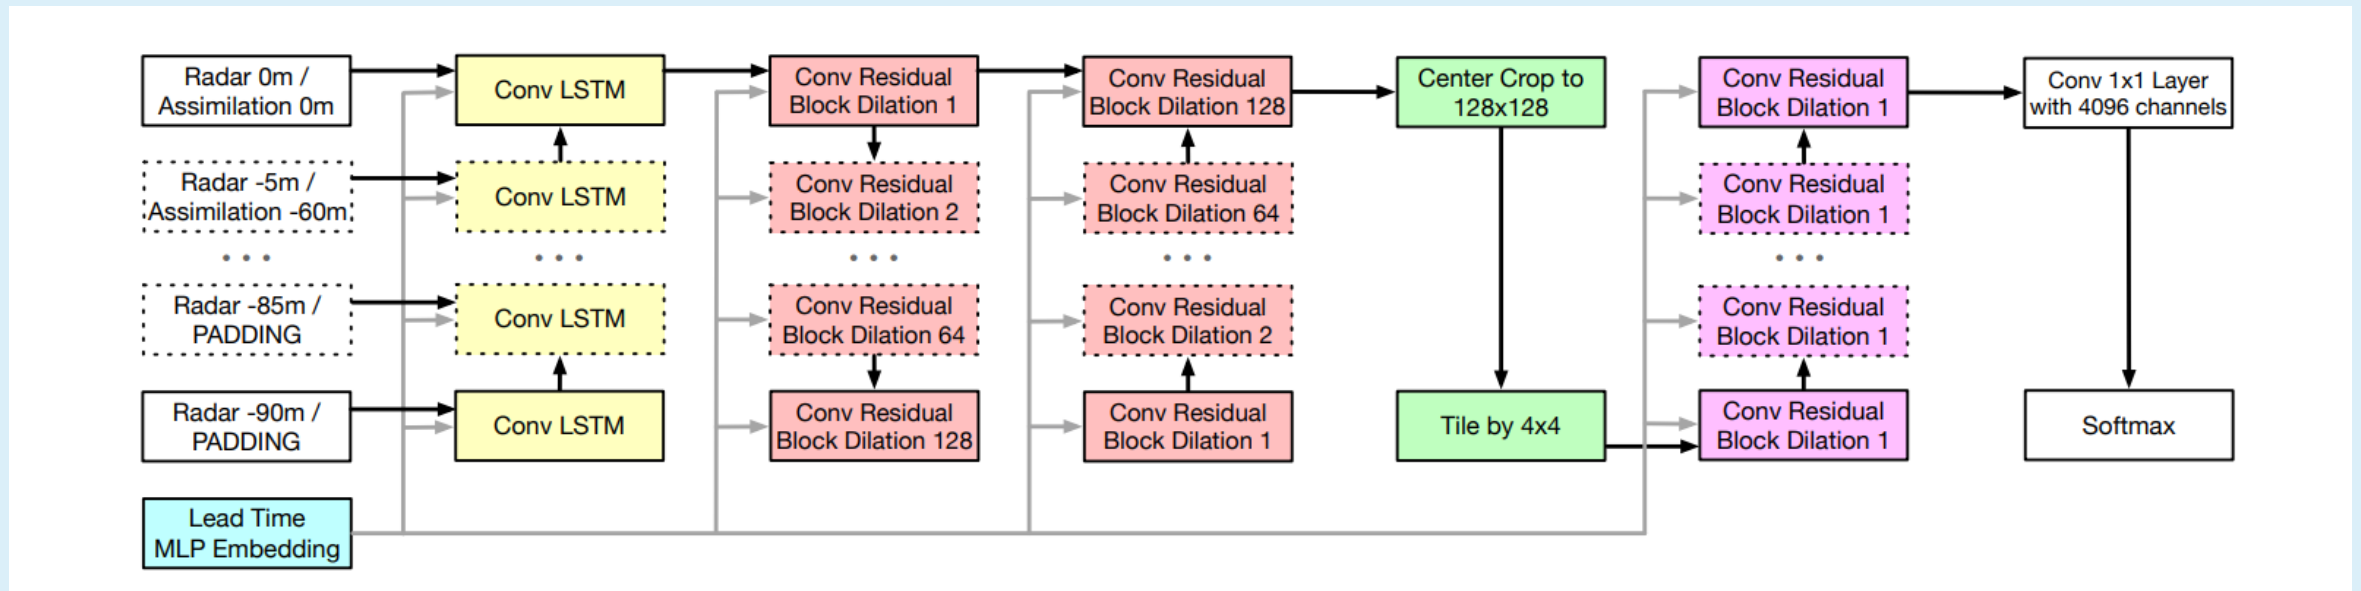 Radar 0m /
Assimilation 0m
Radar -5m /
Assimilation -60m
• • •
Radar -85m /
PADDING
Radar -90m /
PADDING
Lead Time
MLP Embedding
Conv LSTM
Conv LSTM
• • •
Conv LSTM
Conv LSTM
Conv Residual
Block Dilation 1
Conv Residual
Block Dilation 2
• • •
Conv Residual
Block Dilation 64
Conv Residual
Block Dilation 128
Conv Residual
Block Dilation 128
Conv Residual
Block Dilation 64
• • •
Conv Residual
Block Dilation 2
Conv Residual
Block Dilation 1
Center Crop to
128x128
Tile by 4x4
Conv Residual
Block Dilation 1
Conv Residual
Block Dilation 1
• • •
Conv Residual
Block Dilation 1
Conv Residual
Block Dilation 1
Conv 1x1 Layer
with 4096 channels
Softmax